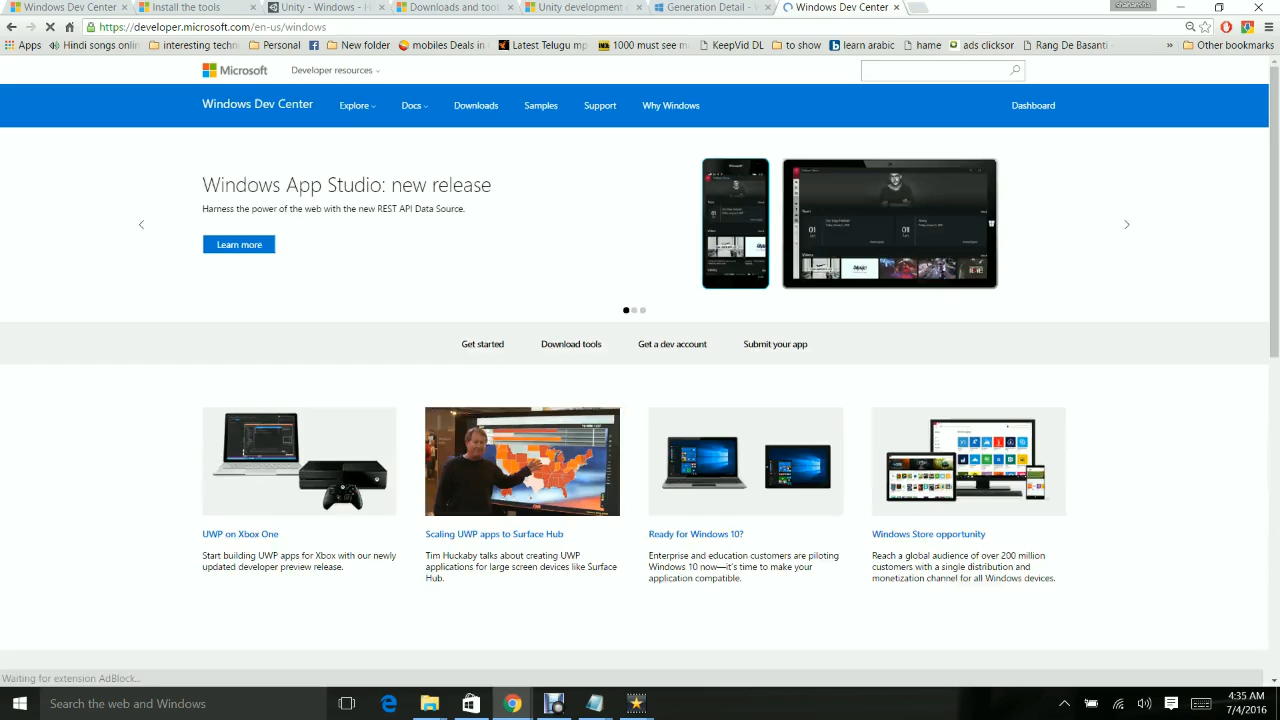 Windows Dev Center
Install the tools
Unity - Windows - H
Downloads and too
Unity development
Generation Detail - W
Windows Dev Center
https://developer.microsoft.com/en-us/windows
Apps
Hindi songs online
interesting techn
Personal
New folder
mobiles Deals in
Latest Telugu mp
1000 must see m
KeepVid DL
to show
learn arabic
hame
ads clicksor
Rang De Basanti
Other bookmarks
Microsoft
Developer resources
Windows Dev Center
Explore
Docs
Downloads
Samples
Support
Why Windows
Dashboard
Windows App Studio: new release
Harness the power of the web with the new REST API Data Source.
Learn more
Get started
Download tools
Get a dev account
Submit your app
UWP on Xbox One
Start building UWP apps for Xbox with our newly
updated developer preview release.
Scaling UWP apps to Surface Hub
Tim Huckaby talks about creating UWP
applications for large screen devices like Surface
Hub.
Ready for Windows 10?
Enterprise and education customers are piloting
Windows 10 now—it's time to make your
application compatible.
Windows Store opportunity
Reach a global audience of over 200 million
customers with a single distribution and
monetization channel for all Windows devices.
Waiting for extension AdBlock...
Search the web and Windows
4:35 AM
7/4/2016